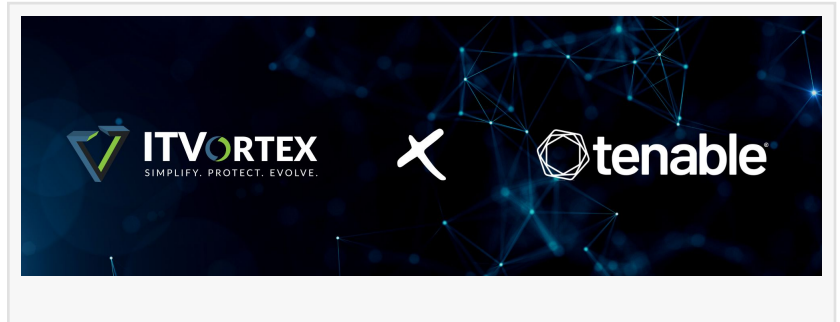 ITVORTEX
SIMPLIFY. PROTECT. EVOLVE.
X
tenable®